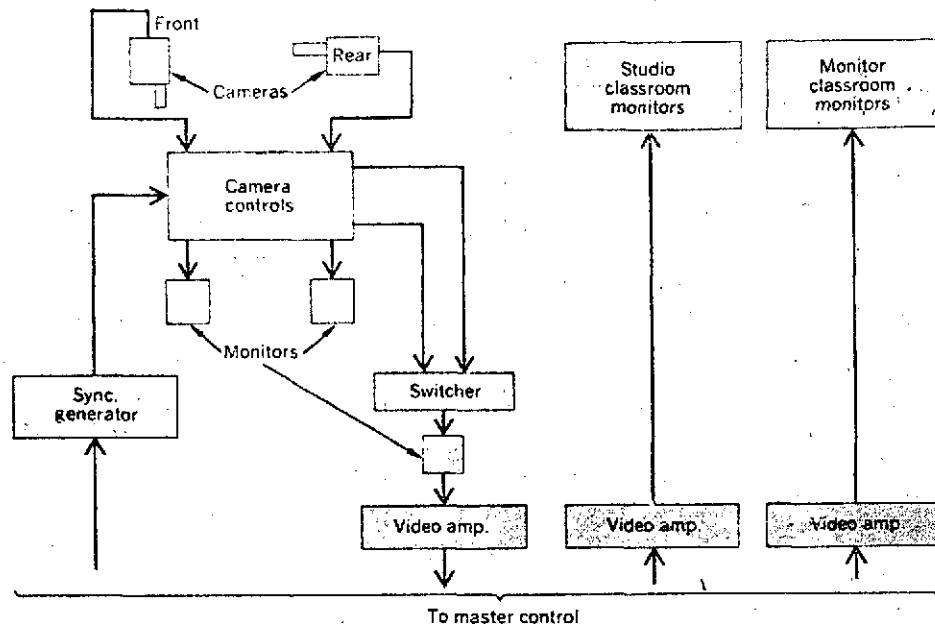 Front
Rear
Cameras
Studio
classroom
monitors
Monitor
classroom
monitors
Camera
controls
Monitors
Sync.
generator
Switcher
Video amp.
Video amp.
Video amp.
To master control